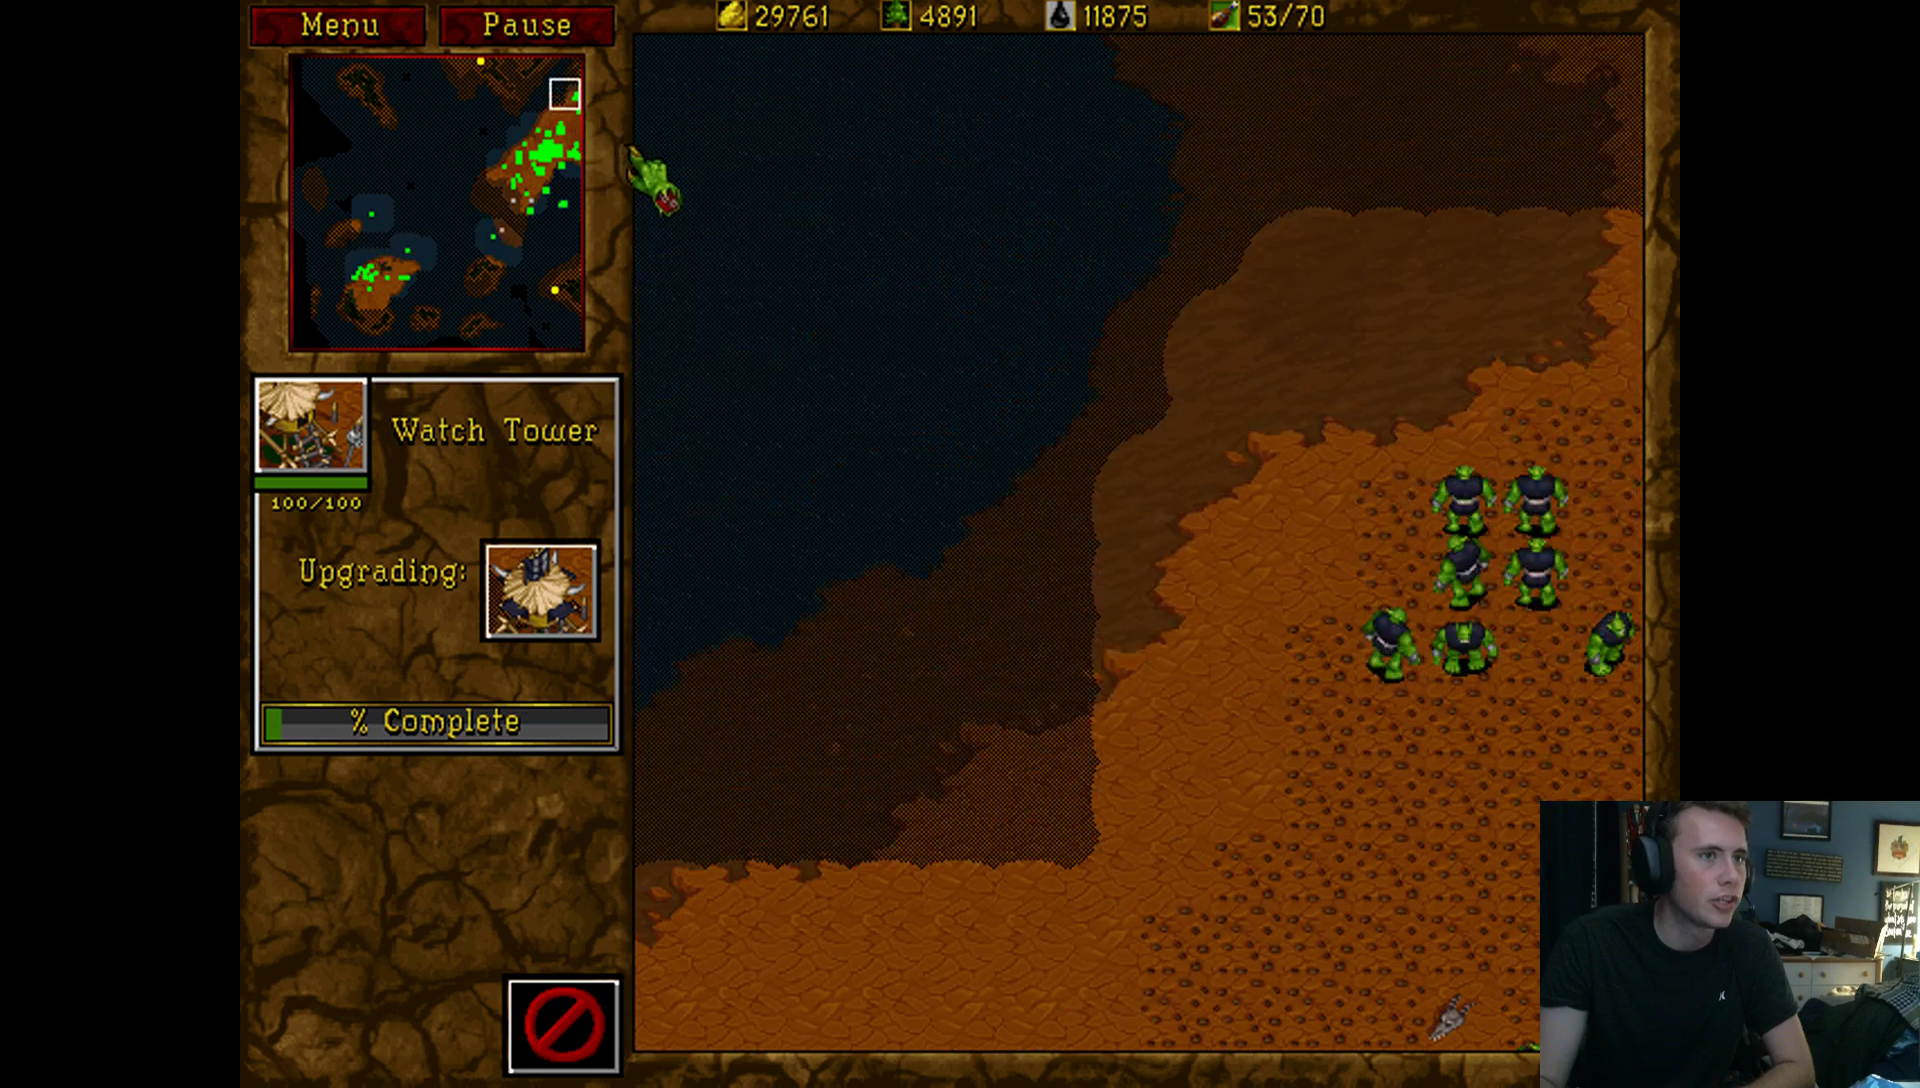 Menu
Pause
29761
4891
11875
53/70
Watch Tower
100/100
Upgrading:
% Complete